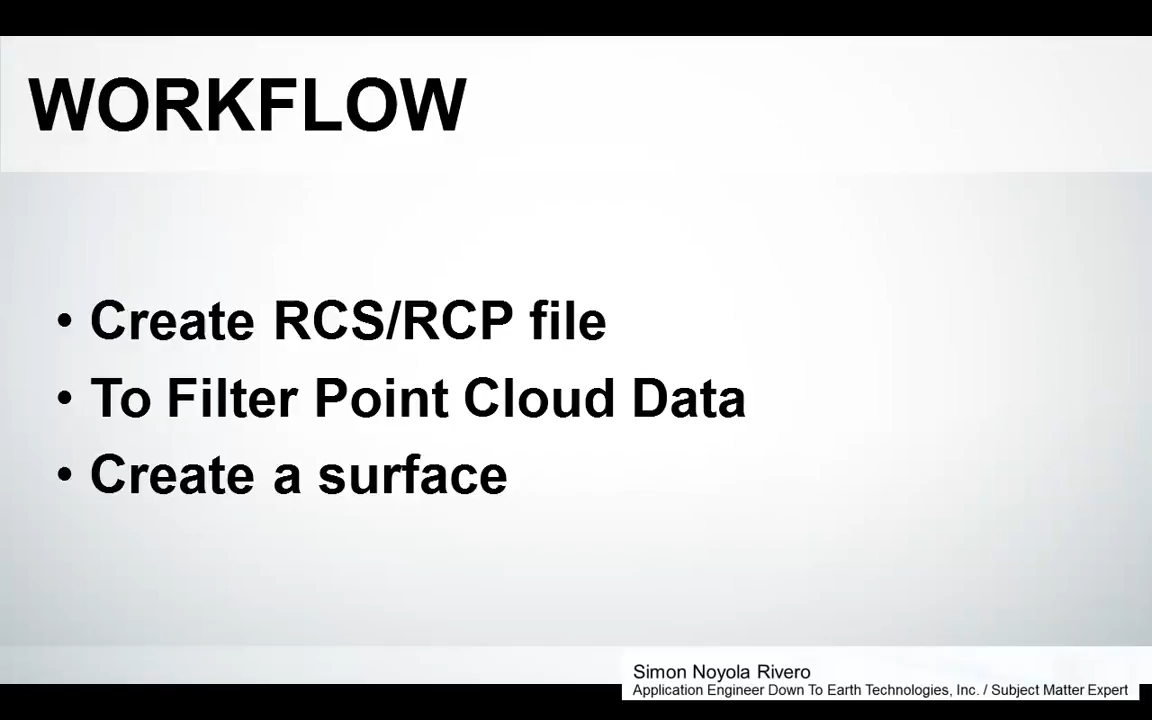 WORKFLOW
• Create RCS/RCP file
• To Filter Point Cloud Data
• Create a surface
Simon Noyola Rivero
Application Engineer Down To Earth Technologies, Inc. / Subject Matter Expert